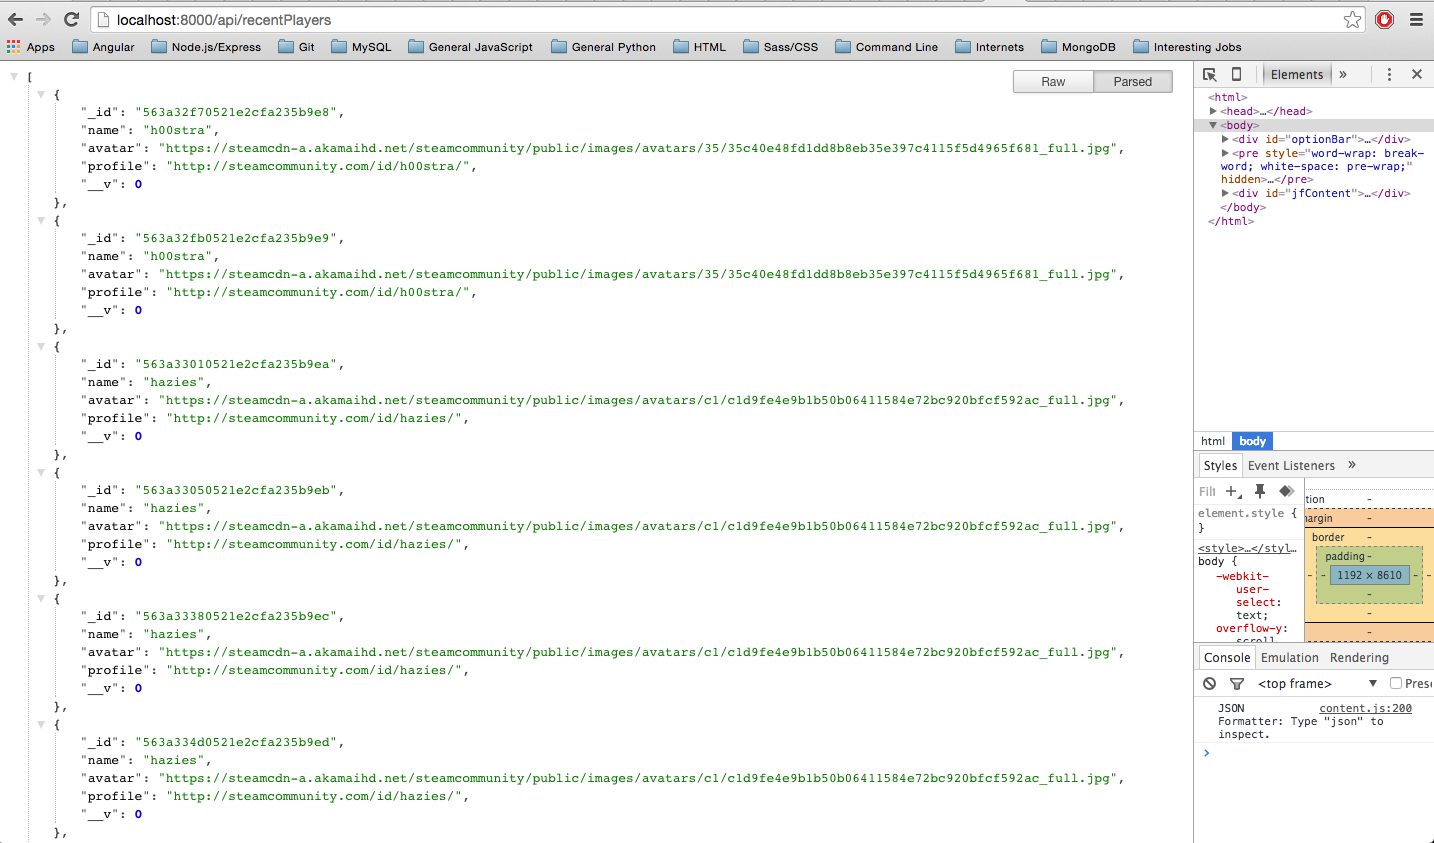 localhost:8000/api/recentPlayers
Apps Angular Node.js/Express Git MySQL General JavaScript General Python HTML Sass/CSS Command Line Internets MongoDB Interesting Jobs
Raw Parsed
[
{
"_id": "563a32f70521e2cfa235b9e8",
"name": "h00stra",
"avatar": "https://steamcdn-a.akamaihd.net/steamcommunity/public/images/avatars/35/35c40e48fd1dd8b8eb35e397c4115f5d4965f681_full.jpg",
"profile": "http://steamcommunity.com/id/h00stra/",
"__v": 0
},
{
"_id": "563a32fb0521e2cfa235b9e9",
"name": "h00stra",
"avatar": "https://steamcdn-a.akamaihd.net/steamcommunity/public/images/avatars/35/35c40e48fd1dd8b8eb35e397c4115f5d4965f681_full.jpg",
"profile": "http://steamcommunity.com/id/h00stra/",
"__v": 0
},
{
"_id": "563a33010521e2cfa235b9ea",
"name": "hazies",
"avatar": "https://steamcdn-a.akamaihd.net/steamcommunity/public/images/avatars/c1/c1d9fe4e9b1b50b06411584e72bc920bfcf592ac_full.jpg",
"profile": "http://steamcommunity.com/id/hazies/",
"__v": 0
},
{
"_id": "563a33050521e2cfa235b9eb",
"name": "hazies",
"avatar": "https://steamcdn-a.akamaihd.net/steamcommunity/public/images/avatars/c1/c1d9fe4e9b1b50b06411584e72bc920bfcf592ac_full.jpg",
"profile": "http://steamcommunity.com/id/hazies/",
"__v": 0
},
{
"_id": "563a33380521e2cfa235b9ec",
"name": "hazies",
"avatar": "https://steamcdn-a.akamaihd.net/steamcommunity/public/images/avatars/c1/c1d9fe4e9b1b50b06411584e72bc920bfcf592ac_full.jpg",
"profile": "http://steamcommunity.com/id/hazies/",
"__v": 0
},
{
"_id": "563a334d0521e2cfa235b9ed",
"name": "hazies",
"avatar": "https://steamcdn-a.akamaihd.net/steamcommunity/public/images/avatars/c1/c1d9fe4e9b1b50b06411584e72bc920bfcf592ac_full.jpg",
"profile": "http://steamcommunity.com/id/hazies/",
"__v": 0
},
Elements »
<html>
<head>…</head>
<body>
<div id="optionBar">…</div>
<pre style="word-wrap: break-
word; white-space: pre-wrap;"
hidden>…</pre>
<div id="jfContent">…</div>
</body>
</html>
html body
Styles Event Listeners »
Filt
element.style {
}
<style>…</styl…
body {
-webkit-
user-
select:
text;
overflow-y:
scroll
tion -
argin -
border -
padding -
- - 1192 × 8610 - -
-
-
-
Console Emulation Rendering
<top frame> Prese
JSON content.js:200
Formatter: Type "json" to
inspect.